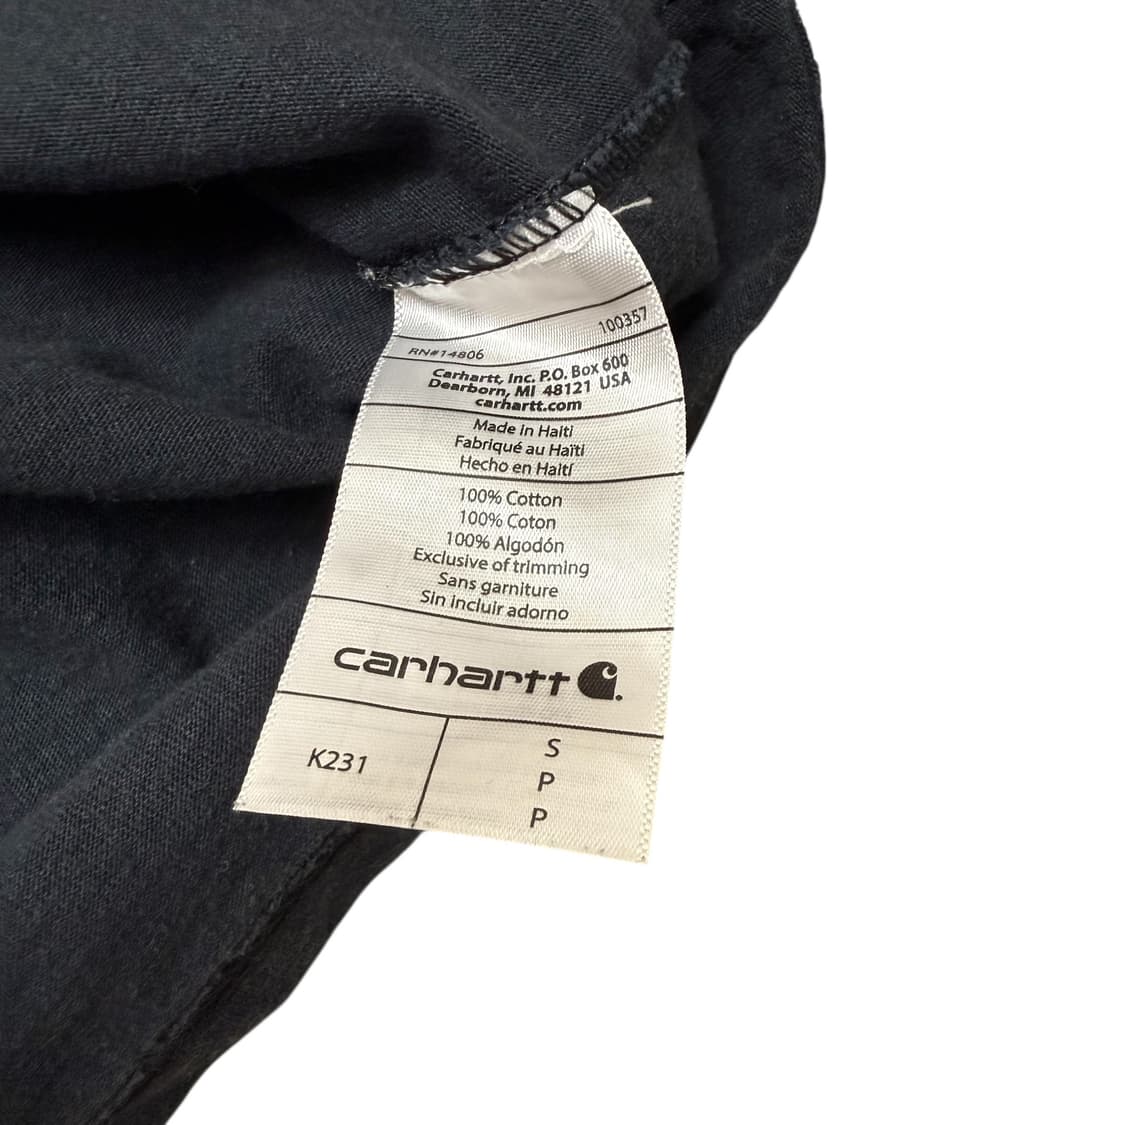 100357
RN#14806
Carhartt, Inc. P.O. Box 600
Dearborn, MI 48121 USA
carhartt.com
Made in Haiti
Fabriqué au Haïti
Hecho en Haití
100% Cotton
100% Coton
100% Algodón
Exclusive of trimming
Sans garniture
Sin incluir adorno
carhartt
K231
S
P
P